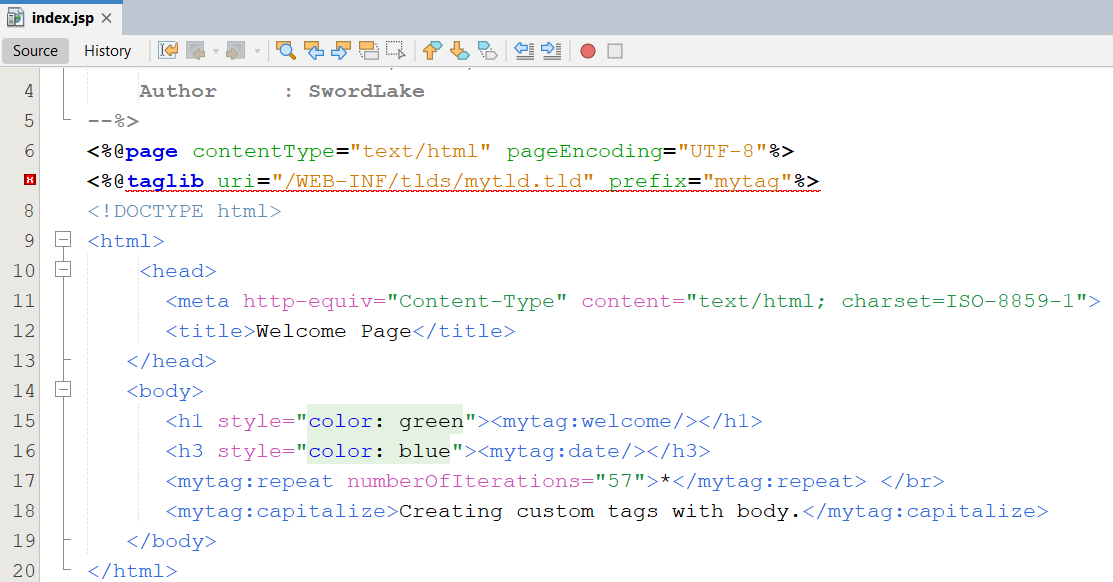 index.jsp
Source History
4 Author : SwordLake
5 --%>
6 <%@page contentType="text/html" pageEncoding="UTF-8"%>
<%@taglib uri="/WEB-INF/tlds/mytld.tld" prefix="mytag"%>
8 <!DOCTYPE html>
9 <html>
10 <head>
11 <meta http-equiv="Content-Type" content="text/html; charset=ISO-8859-1">
12 <title>Welcome Page</title>
13 </head>
14 <body>
15 <h1 style="color: green"><mytag:welcome/></h1>
16 <h3 style="color: blue"><mytag:date/></h3>
17 <mytag:repeat numberOfIterations="57">*</mytag:repeat> </br>
18 <mytag:capitalize>Creating custom tags with body.</mytag:capitalize>
19 </body>
20 </html>